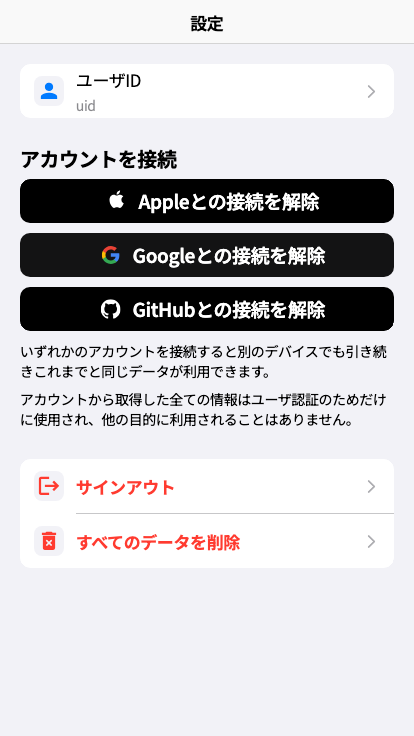 設定
ユーザID
uid
アカウントを接続
Appleとの接続を解除
Googleとの接続を解除
GitHubとの接続を解除
いずれかのアカウントを接続すると別のデバイスでも引き続
きこれまでと同じデータが利用できます。
アカウントから取得した全ての情報はユーザ認証のためだけ
に使用され、他の目的に利用されることはありません。
サインアウト
すべてのデータを削除